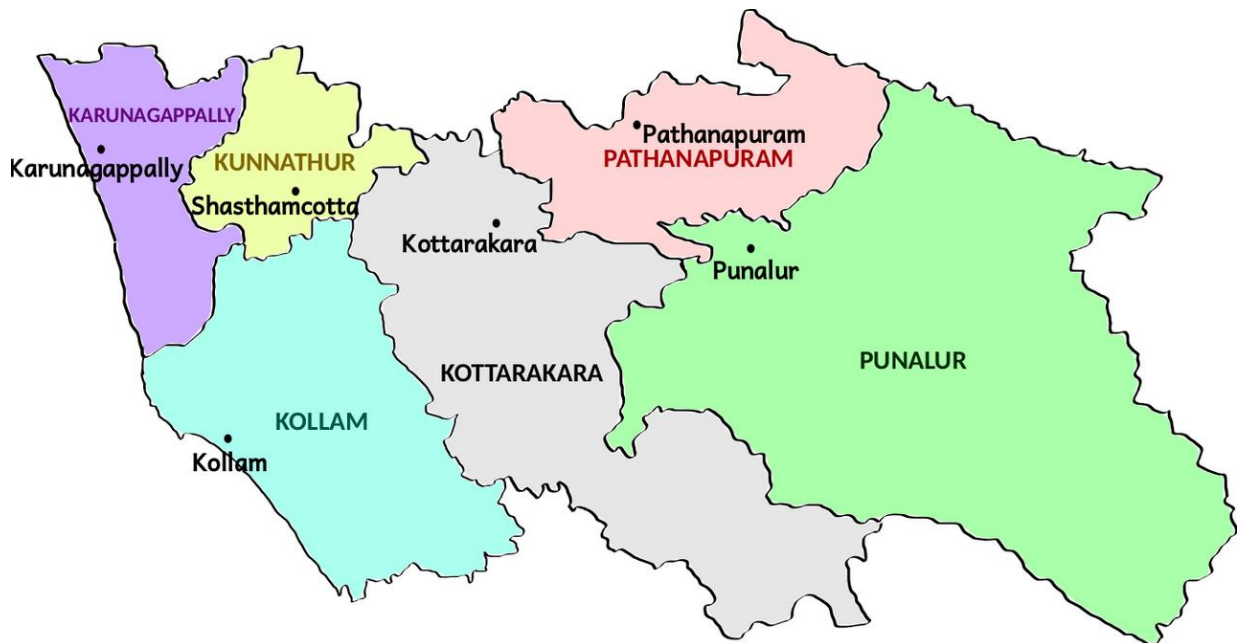 KARUNAGAPPALLY
Karunagappally
KUNNATHUR
Shasthamcotta
Pathanapuram
PATHANAPURAM
Kottarakara
Punalur
KOTTARAKARA
PUNALUR
KOLLAM
Kollam